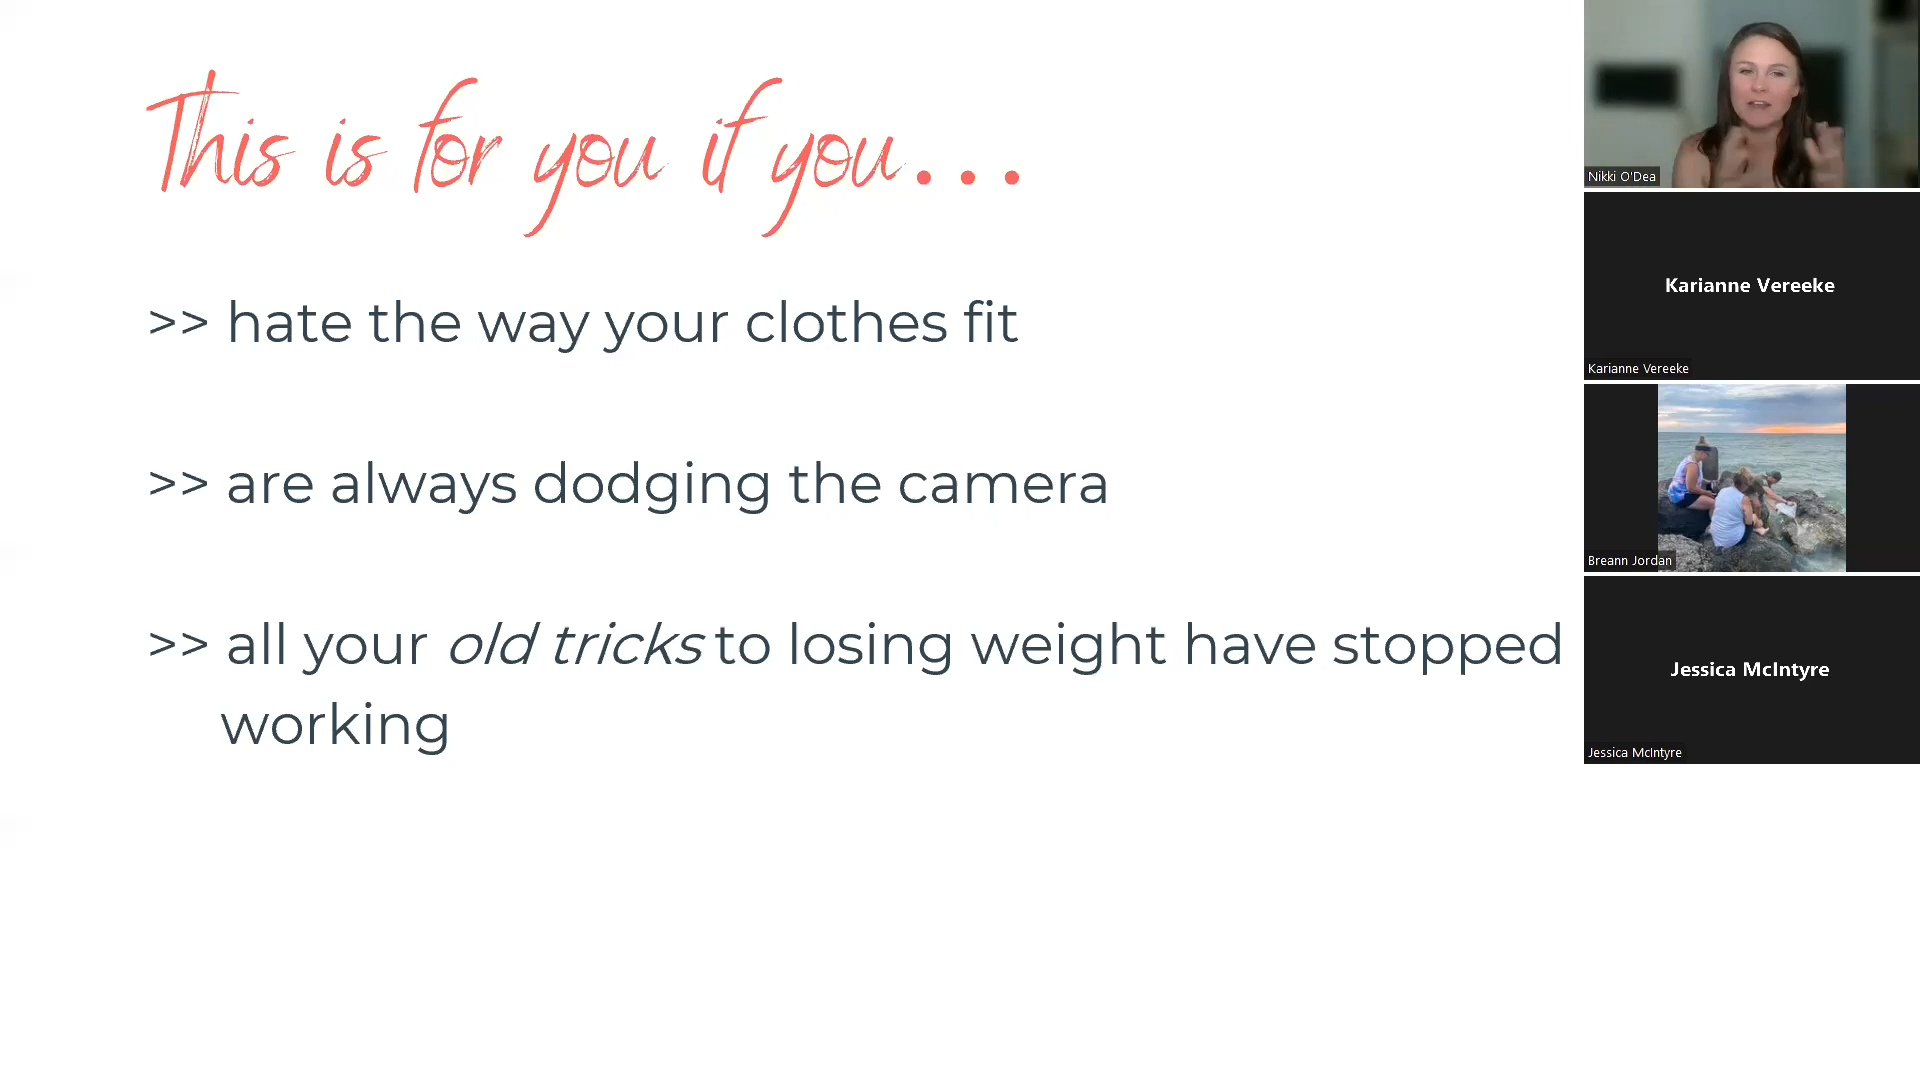 This is for you if you...
>> hate the way your clothes fit
>> are always dodging the camera
>> all your old tricks to losing weight have stopped
working
Nikki O'Dea
Karianne Vereeke
Karianne Vereeke
Breann Jordan
Jessica McIntyre
Jessica McIntyre